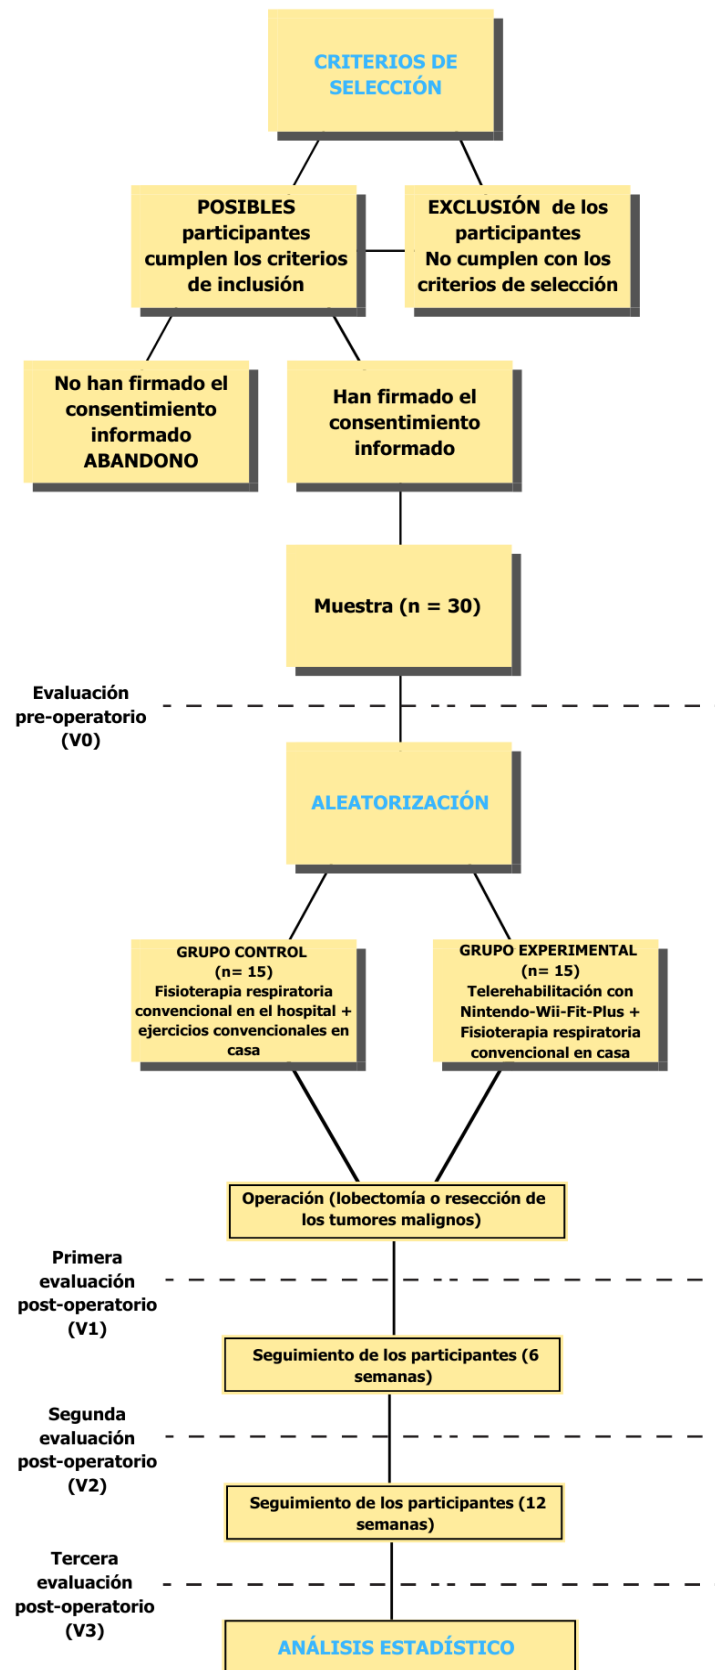 CRITERIOS DE
SELECCIÓN
POSIBLES
participantes
cumplen los criterios
de inclusión
EXCLUSIÓN de los
participantes
No cumplen con los
criterios de selección
No han firmado el
consentimiento
informado
ABANDONO
Han firmado el
consentimiento
informado
Muestra (n = 30)
Evaluación
pre-operatorio
(V0)
ALEATORIZACIÓN
GRUPO CONTROL
(n= 15)
Fisioterapia respiratoria
convencional en el hospital +
ejercicios convencionales en
casa
GRUPO EXPERIMENTAL
(n= 15)
Telerehabilitación con
Nintendo-Wii-Fit-Plus +
Fisioterapia respiratoria
convencional en casa
Operación (lobectomía o resección de
los tumores malignos)
Primera
evaluación
post-operatorio
(V1)
Seguimiento de los participantes (6
semanas)
Segunda
evaluación
post-operatorio
(V2)
Seguimiento de los participantes (12
semanas)
Tercera
evaluación
post-operatorio
(V3)
ANÁLISIS ESTADÍSTICO